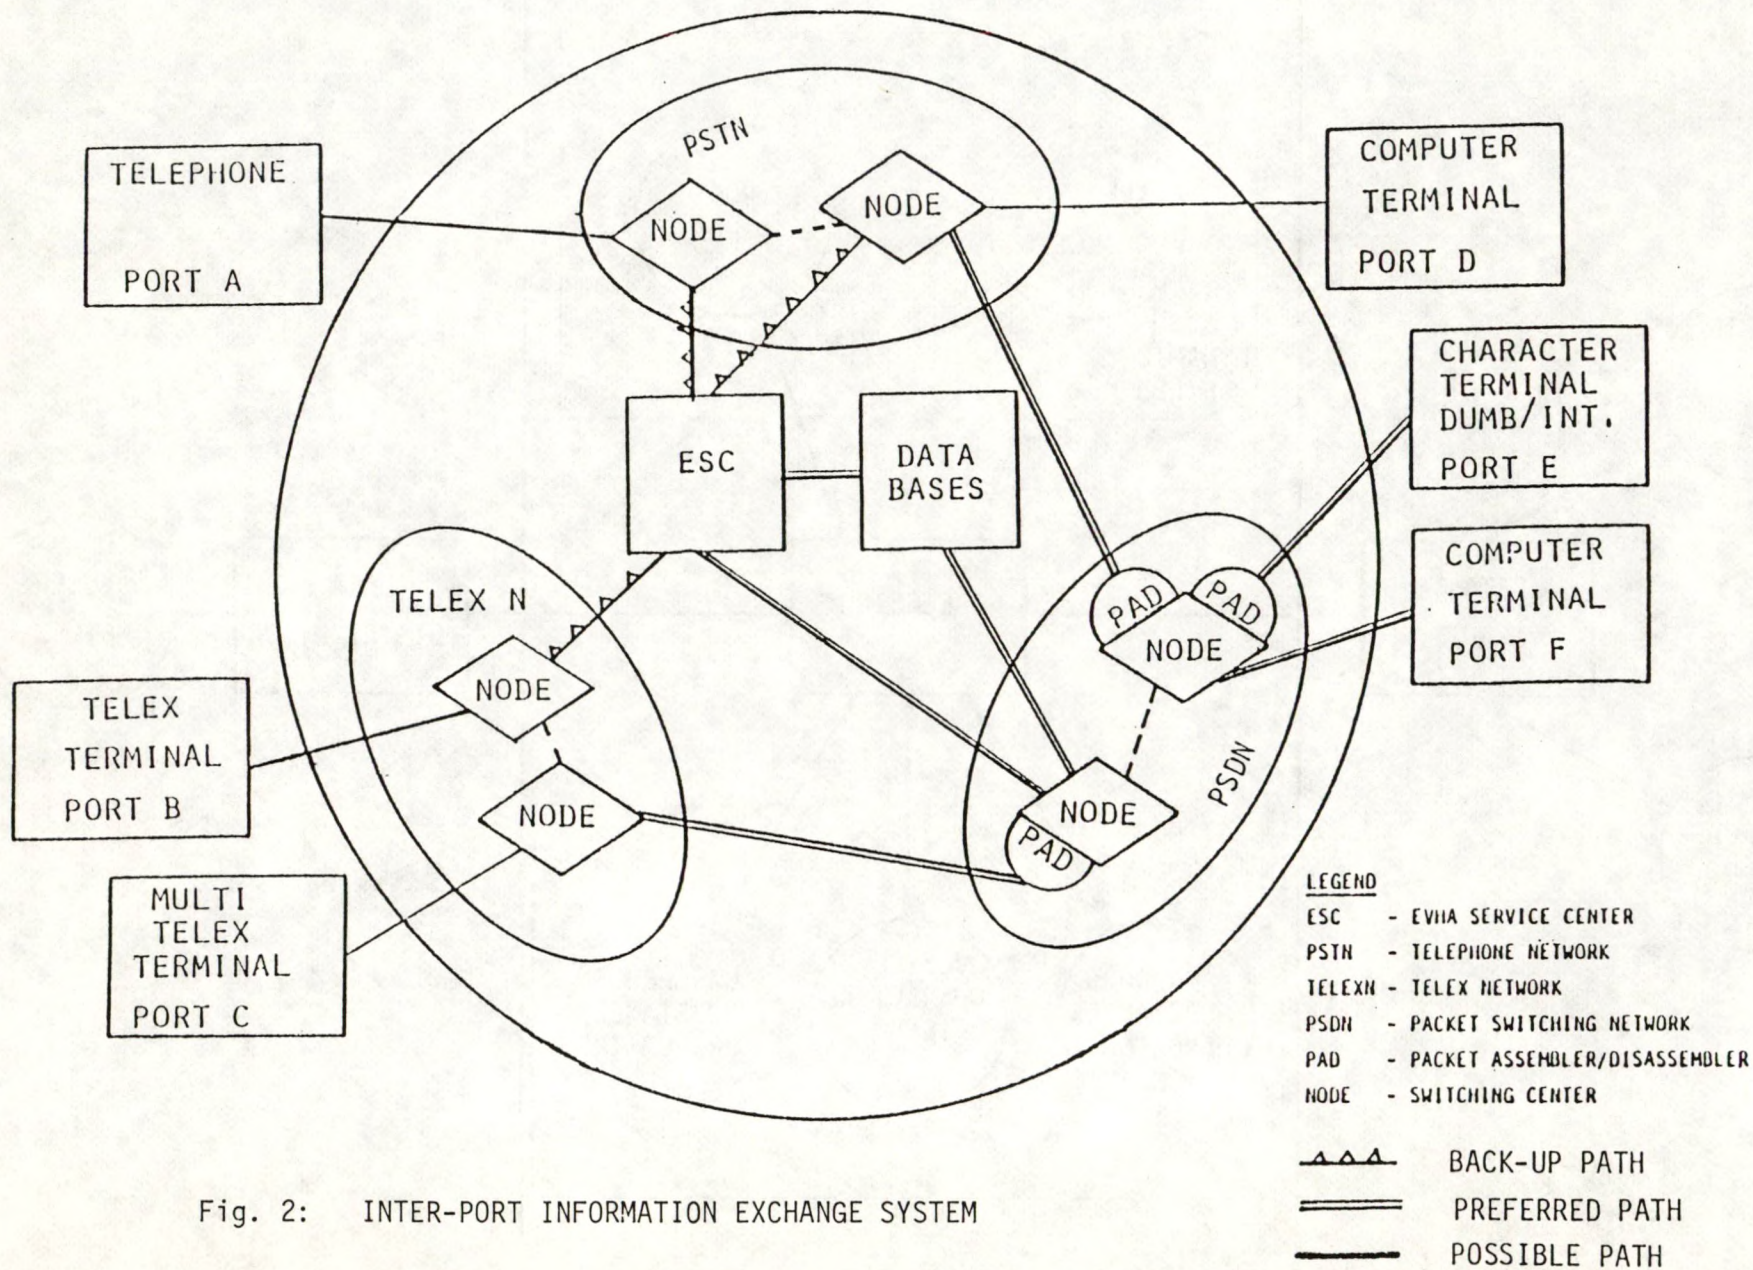 PSTN
TELEPHONE
PORT A
NODE
NODE
COMPUTER
TERMINAL
PORT D
CHARACTER
TERMINAL
DUMB/INT.
PORT E
ESC
DATA
BASES
COMPUTER
TERMINAL
PORT F
TELEX N
NODE
PAD
PAD
NODE
TELEX
TERMINAL
PORT B
NODE
NODE
PAD
PSDN
MULTI
TELEX
TERMINAL
PORT C
LEGEND
ESC - EVHA SERVICE CENTER
PSTN - TELEPHONE NETWORK
TELEXN - TELEX NETWORK
PSDN - PACKET SWITCHING NETWORK
PAD - PACKET ASSEMBLER/DISASSEMBLER
NODE - SWITCHING CENTER
BACK-UP PATH
PREFERRED PATH
POSSIBLE PATH
Fig. 2: INTER-PORT INFORMATION EXCHANGE SYSTEM